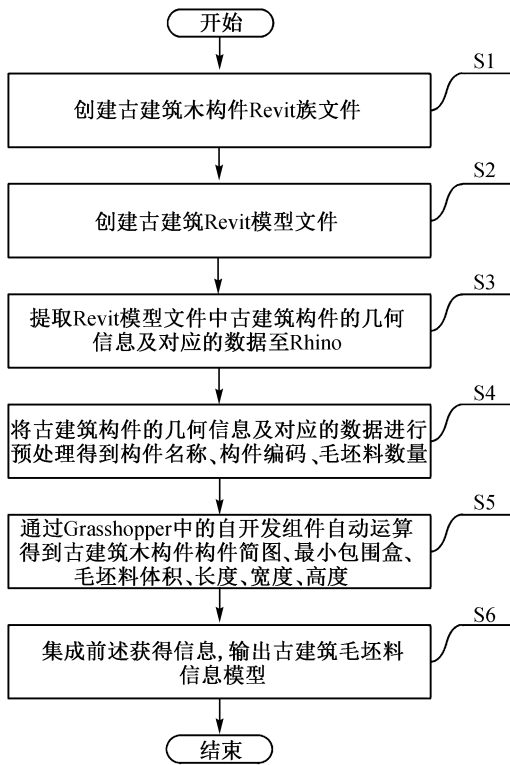 开始
S1
创建古建筑木构件Revit族文件
S2
创建古建筑Revit模型文件
S3
提取Revit模型文件中古建筑构件的几何
信息及对应的数据至Rhino
S4
将古建筑构件的几何信息及对应的数据进行
预处理得到构件名称、构件编码、毛坯料数量
S5
通过Grasshopper中的自开发组件自动运算
得到古建筑木构件构件简图、最小包围盒、
毛坯料体积、长度、宽度、高度
S6
集成前述获得信息,输出古建筑毛坯料
信息模型
结束